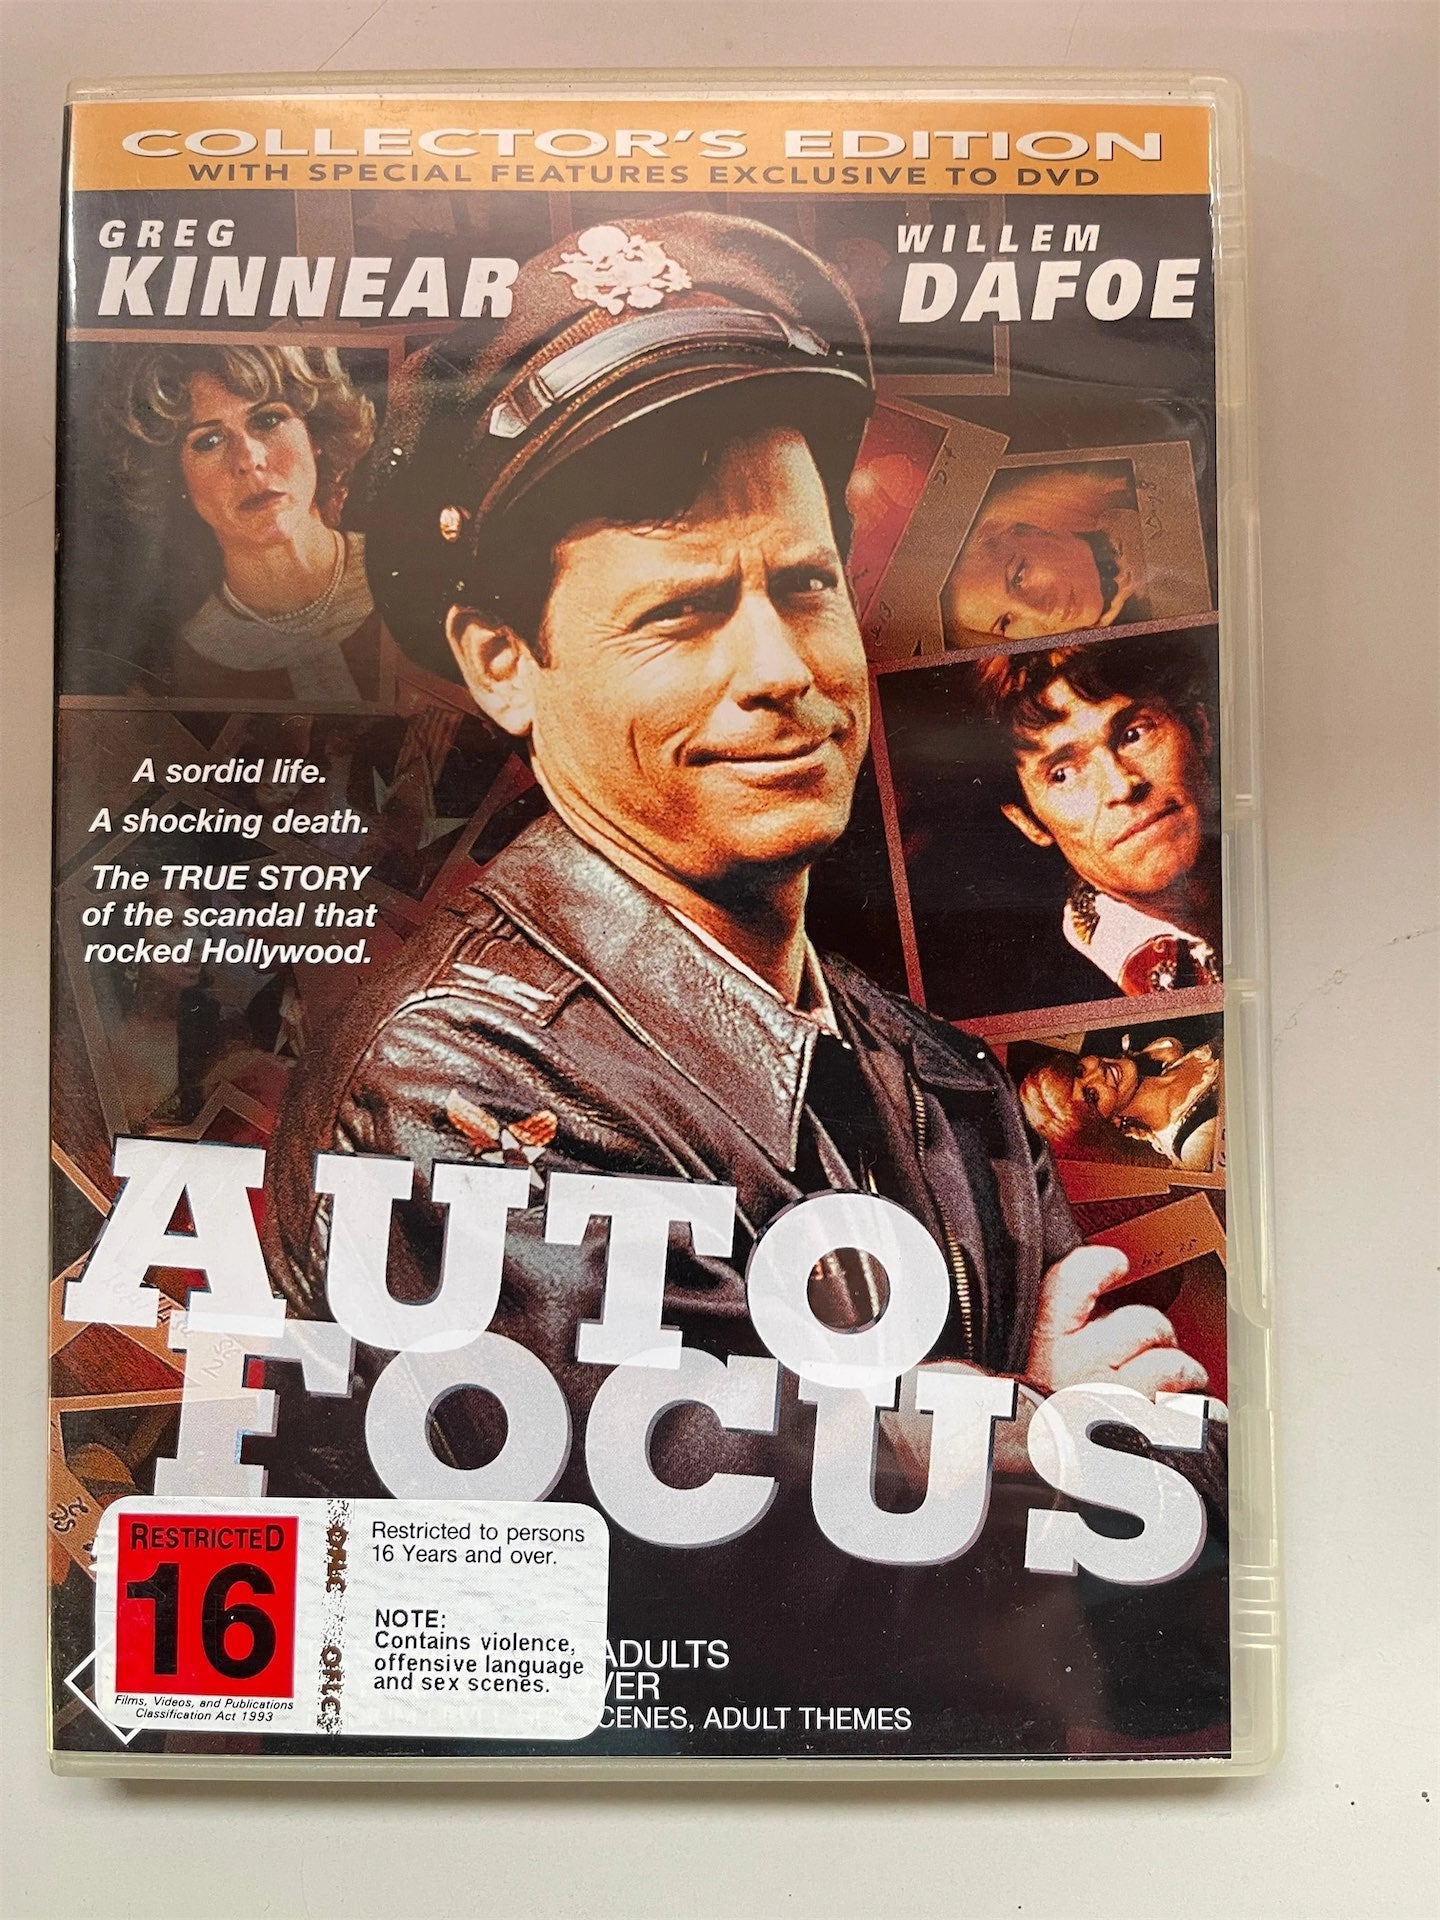 COLLECTOR'S EDITION
WITH SPECIAL FEATURES EXCLUSIVE TO DVD
GREG
KINNEAR
WILLEM
DAFOE
A sordid life.
A shocking death.
The TRUE STORY
of the scandal that
rocked Hollywood.
AUTO
FOCUS
RESTRICTED
16
Films, Videos, and Publications
Classification Act 1993
Restricted to persons
16 Years and over.
NOTE:
Contains violence,
offensive language
and sex scenes.
ADULTS
VER
CENES, ADULT THEMES